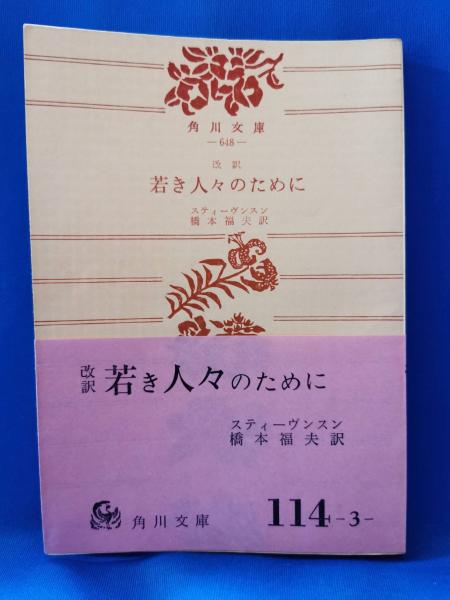 角川文庫
—648—
改訳
若き人々のために
スティーヴンスン
橋本福夫訳
改訳 若き人々のために
スティーヴンスン
橋本福夫訳
角川文庫 114-3-